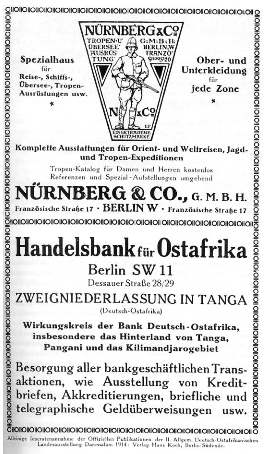 NÜRNBERG & Co
TROPEN-U. G·M·B·H
ÜBERSEE- BERLIN.W
AUSRÜS- FRANZÖ-
TUNG
N & Co
EINGETRAGENE
SCHUTZMARKE
Spezialhaus
für
Reise-, Schiffs-,
Übersee-, Tropen-
Ausrüstungen usw.
Ober- und
Unterkleidung
für
jede Zone
Komplette Ausstattungen für Orient- und Weltreisen, Jagd-
und Tropen-Expeditionen
Tropen-Katalog für Damen und Herren kostenlos
Referenzen und Spezial-Aufstellungen umgehend
NÜRNBERG & CO., G. M. B. H.
Französische Straße 17 · BERLIN W · Französische Straße 17
Handelsbank für Ostafrika
Berlin SW 11
Dessauer Straße 28/29
ZWEIGNIEDERLASSUNG IN TANGA
(Deutsch-Ostafrika)
Wirkungskreis der Bank Deutsch-Ostafrika,
insbesondere das Hinterland von Tanga,
Pangani und das Kilimandjarogebiet
Besorgung aller bankgeschäftlichen Trans-
aktionen, wie Ausstellung von Kredit-
briefen, Akkreditierungen, briefliche und
telegraphische Geldüberweisungen usw.
Alleinige Inseratenannahme der Offiziellen Publikationen der II. Allgem. Deutsch-Ostafrikanischen
Landesausstellung Daressalam 1914: Verlag Hans Koch, Berlin-Südende.